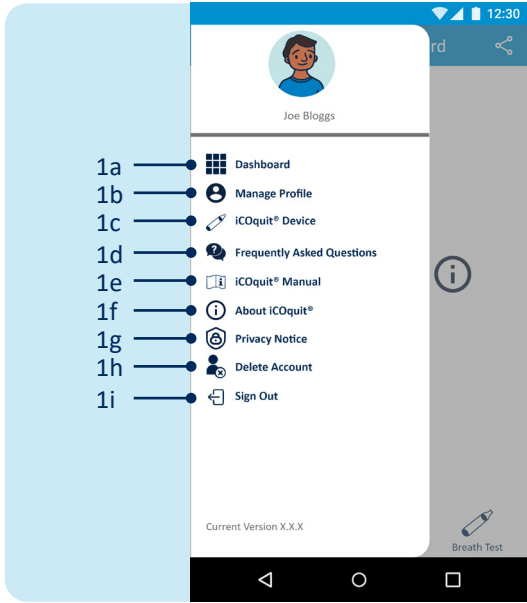 12:30
rd
Joe Bloggs
1a Dashboard
1b Manage Profile
1c iCOquit® Device
1d Frequently Asked Questions
1e iCOquit® Manual
1f About iCOquit®
1g Privacy Notice
1h Delete Account
1i Sign Out
Current Version X.X.X
Breath Test